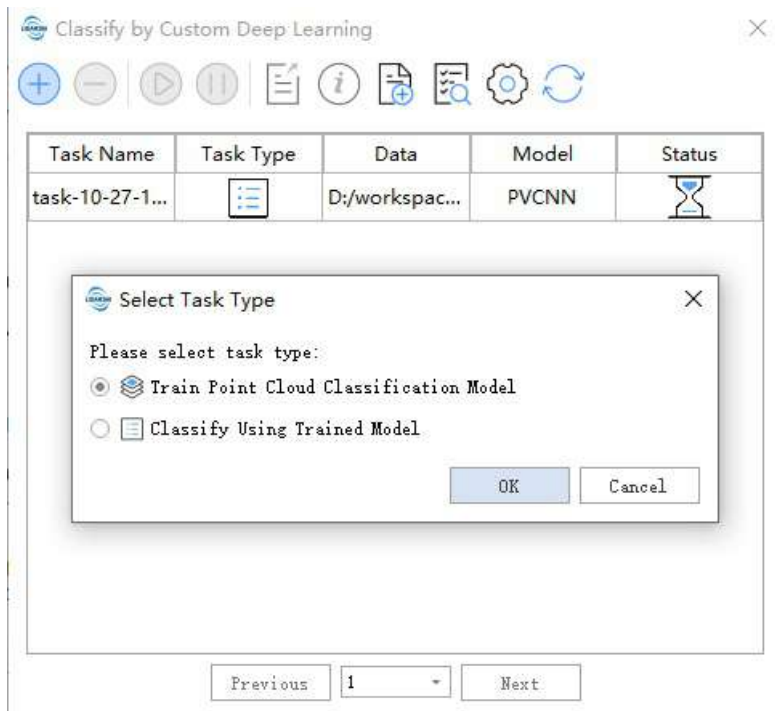 Classify by Custom Deep Learning
Task Name Task Type Data Model Status
task-10-27-1... D:/workspac... PVCNN
Select Task Type
Please select task type:
Train Point Cloud Classification Model
Classify Using Trained Model
OK Cancel
Previous 1 Next